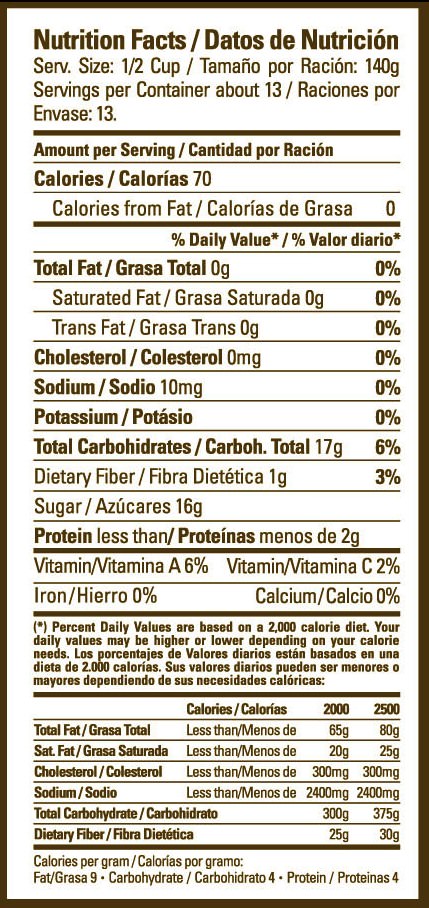 Nutrition Facts / Datos de Nutrición
Serv. Size: 1/2 Cup / Tamaño por Ración: 140g
Servings per Container about 13 / Raciones por
Envase: 13.
Amount per Serving / Cantidad por Ración
Calories / Calorías 70
Calories from Fat / Calorías de Grasa 0
% Daily Value* / % Valor diario*
Total Fat / Grasa Total 0g 0%
Saturated Fat / Grasa Saturada 0g 0%
Trans Fat / Grasa Trans 0g 0%
Cholesterol / Colesterol 0mg 0%
Sodium / Sodio 10mg 0%
Potassium / Potásio 0%
Total Carbohidrates / Carboh. Total 17g 6%
Dietary Fiber / Fibra Dietética 1g 3%
Sugar / Azúcares 16g
Protein less than/ Proteínas menos de 2g
Vitamin/Vitamina A 6% Vitamin/Vitamina C 2%
Iron/Hierro 0% Calcium/Calcio 0%
(*) Percent Daily Values are based on a 2,000 calorie diet. Your
daily values may be higher or lower depending on your calorie
needs. Los porcentajes de Valores diarios están basados en una
dieta de 2.000 calorías. Sus valores diarios pueden ser menores o
mayores dependiendo de sus necesidades calóricas:
Calories / Calorías 2000 2500
Total Fat / Grasa Total Less than/Menos de 65g 80g
Sat. Fat / Grasa Saturada Less than/Menos de 20g 25g
Cholesterol / Colesterol Less than/Menos de 300mg 300mg
Sodium / Sodio Less than/Menos de 2400mg 2400mg
Total Carbohydrate / Carbohidrato 300g 375g
Dietary Fiber / Fibra Dietética 25g 30g
Calories per gram / Calorías por gramo:
Fat/Grasa 9 • Carbohydrate / Carbohidrato 4 • Protein / Proteinas 4